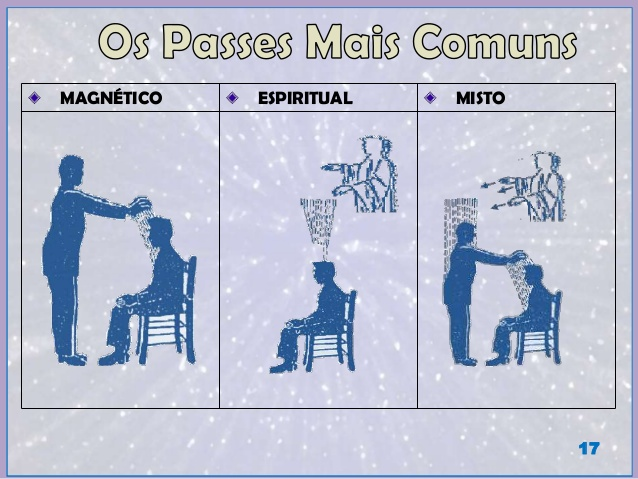 Os Passes Mais Comuns
MAGNÉTICO
ESPIRITUAL
MISTO
17